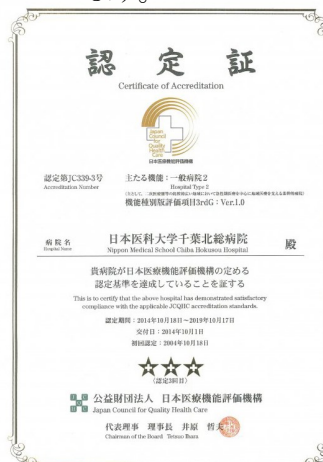 認定証
Certificate of Accreditation
Japan
Council for
Quality
Health
Care
日本医療機能評価機構
認定第JC339-3号
Accreditation Number
主たる機能：一般病院2
Hospital Type 2
機能種別版評価項目3rdG：Ver.1.0
病院名
Hospital Name
日本医科大学千葉北総病院 殿
Nippon Medical School Chiba Hokusou Hospital
貴病院が日本医療機能評価機構の定める
認定基準を達成していることを証する
This is to certify that the above hospital has demonstrated satisfactory
compliance with the applicable JCQHC accreditation standards.
認定期間：2014年10月18日～2019年10月17日
交付日：2014年10月1日
初回認定：2004年10月18日
(認定3回目)
公益財団法人 日本医療機能評価機構
Japan Council for Quality Health Care
代表理事 理事長 井原 哲夫
Chairman of the Board Tetsuo Ihara